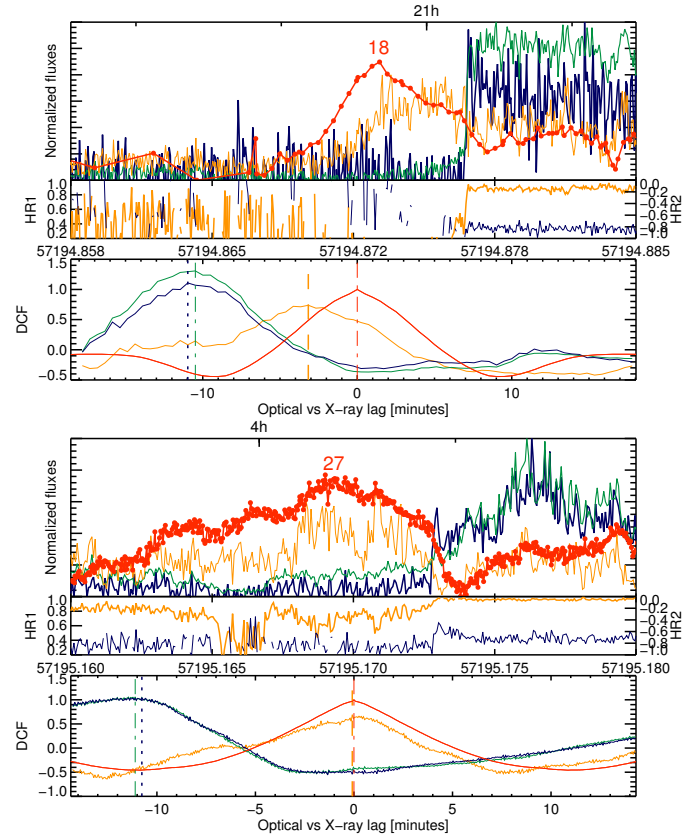 21h
18
Normalized fluxes
1.0 0.8 0.6 0.4 0.2
HR1
0.0 −0.2 −0.4 −0.6 −0.8 −1.0
HR2
57194.858 57194.865 57194.872 57194.878 57194.885
1.5 1.0 0.5 0.0 −0.5
DCF
−10 0 10
Optical vs X−ray lag [minutes]
4h
27
Normalized fluxes
1.0 0.8 0.6 0.4 0.2
HR1
0.0 −0.2 −0.4 −0.6 −0.8 −1.0
HR2
57195.160 57195.165 57195.170 57195.175 57195.180
1.5 1.0 0.5 0.0 −0.5 −1.0
DCF
−10 −5 0 5 10
Optical vs X−ray lag [minutes]